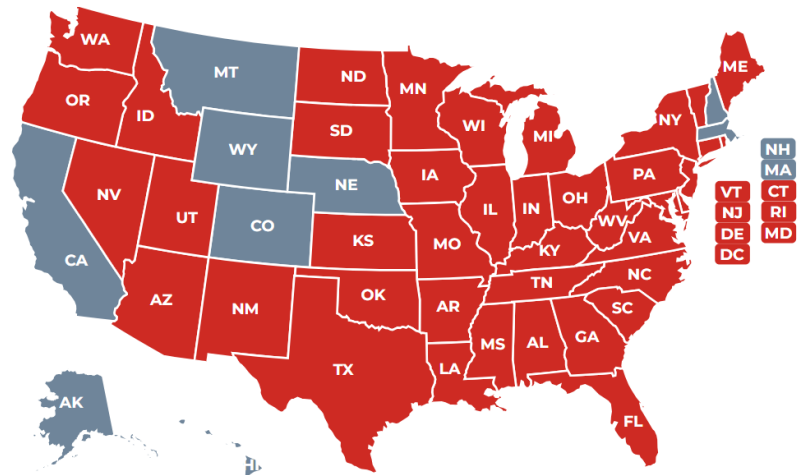 WA
MT
ND
MN
ME
OR
ID
SD
WI
MI
NY
WY
IA
PA
NH
MA
NE
NV
UT
CO
IL
IN
OH
WV
VA
VT
CT
NJ
RI
DE
MD
DC
CA
KS
MO
KY
AZ
NM
OK
AR
TN
NC
SC
MS
AL
GA
TX
LA
FL
AK
HI